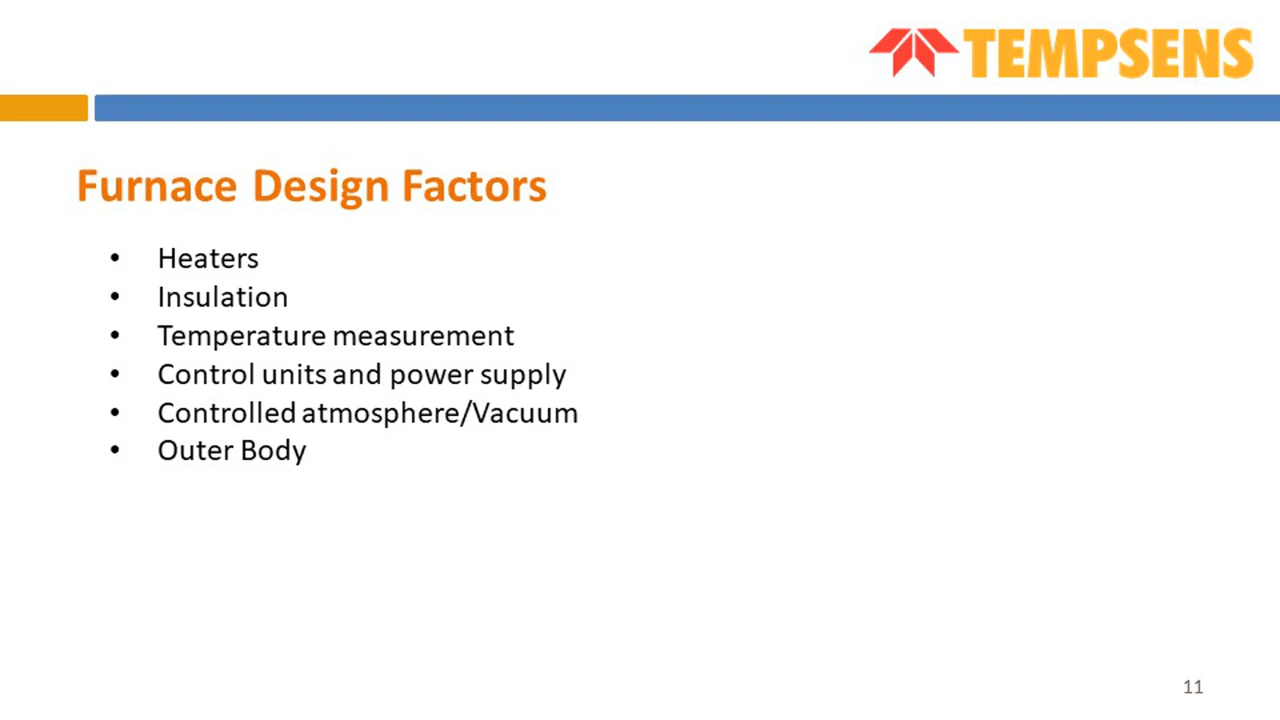 TEMPSENS
Furnace Design Factors
• Heaters
• Insulation
• Temperature measurement
• Control units and power supply
• Controlled atmosphere/Vacuum
• Outer Body
11